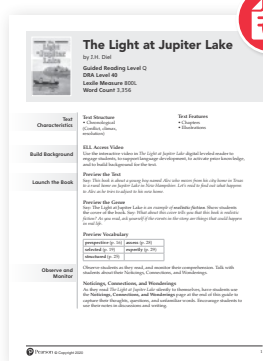 The Light at Jupiter Lake
by J.H. Diel
Guided Reading Level Q
DRA Level 40
Lexile Measure 800L
Word Count 3,356
The Light
at
Jupiter Lake
Text
Characteristics
Text Structure
• Chronological
(Conflict, climax,
resolution)
Text Features
• Chapters
• Illustrations
Build Background
ELL Access Video
Use the interactive video in The Light at Jupiter Lake digital leveled reader to
engage students, to support language development, to activate prior knowledge,
and to build background for the text.
Launch the Book
Preview the Text
Say: This book is about a young boy named Alex who moves from his city home in Texas
to a rural home on Jupiter Lake in New Hampshire. Let's read to find out what happens
to Alex as he tries to adjust to his new home.
Preview the Genre
Say: The Light at Jupiter Lake is an example of realistic fiction. Show students
the cover of the book. Say: What about this cover tells you that this book is realistic
fiction? As you read, ask yourself if the events in the story are things that could happen
in real life.
Preview Vocabulary
perspective (p. 16)
access (p. 28)
selected (p. 19)
expertly (p. 29)
structured (p. 25)
Observe and
Monitor
Observe students as they read, and monitor their comprehension. Talk with
students about their Noticings, Connections, and Wonderings.
Noticings, Connections, and Wonderings
As they read The Light at Jupiter Lake silently to themselves, have students use
the Noticings, Connections, and Wonderings page at the end of this guide to
capture their thoughts, questions, and unfamiliar words. Encourage students to
use their notes in discussions and writing.
Pearson © Copyright 2020
1